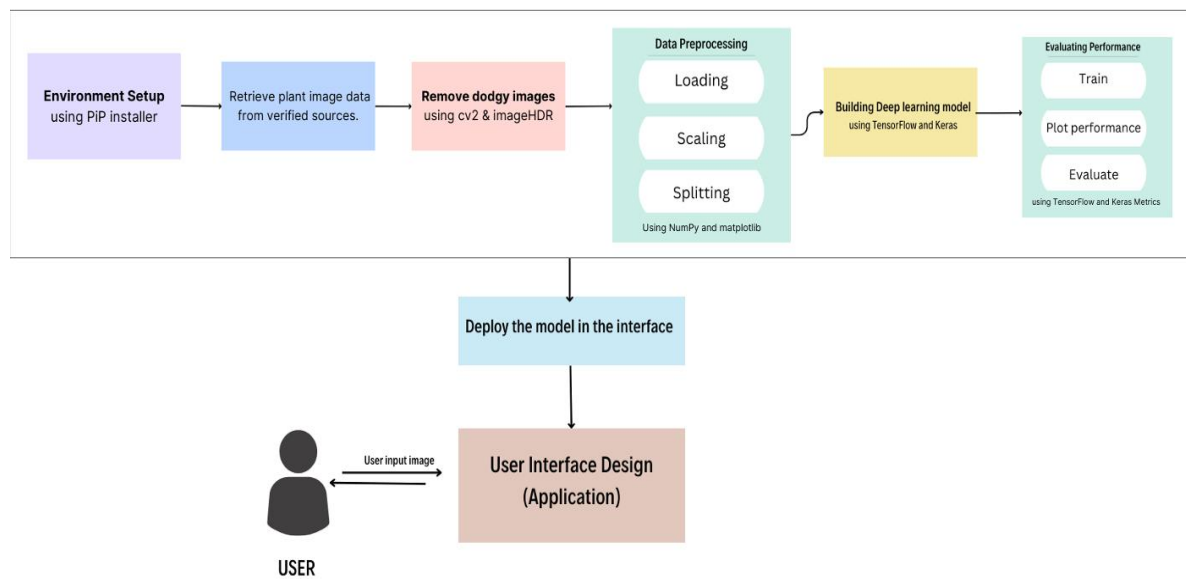 Environment Setup
using PiP installer
Retrieve plant image data
from verified sources.
Remove dodgy images
using cv2 & imageHDR
Data Preprocessing
Loading
Scaling
Splitting
Using NumPy and matplotlib
Building Deep learning model
using TensorFlow and Keras
Evaluating Performance
Train
Plot performance
Evaluate
using TensorFlow and Keras Metrics
Deploy the model in the interface
User Interface Design
(Application)
User input image
USER